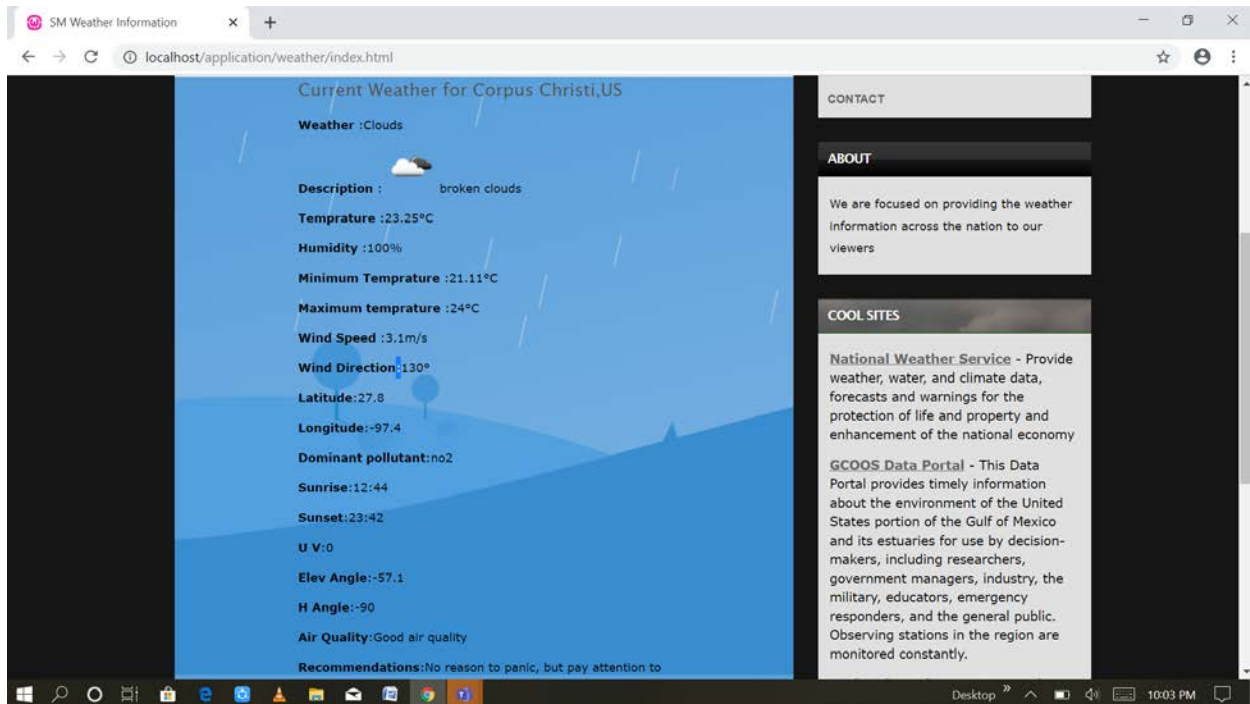 SM Weather Information
localhost/application/weather/index.html
Current Weather for Corpus Christi,US
Weather :Clouds
Description : broken clouds
Temprature :23.25°C
Humidity :100%
Minimum Temprature :21.11°C
Maximum temprature :24°C
Wind Speed :3.1m/s
Wind Direction:130°
Latitude:27.8
Longitude:-97.4
Dominant pollutant:no2
Sunrise:12:44
Sunset:23:42
U V:0
Elev Angle:-57.1
H Angle:-90
Air Quality:Good air quality
Recommendations:No reason to panic, but pay attention to
CONTACT
ABOUT
We are focused on providing the weather
information across the nation to our
viewers
COOL SITES
National Weather Service - Provide
weather, water, and climate data,
forecasts and warnings for the
protection of life and property and
enhancement of the national economy
GCOOS Data Portal - This Data
Portal provides timely information
about the environment of the United
States portion of the Gulf of Mexico
and its estuaries for use by decision-
makers, including researchers,
government managers, industry, the
military, educators, emergency
responders, and the general public.
Observing stations in the region are
monitored constantly.
Desktop
10:03 PM